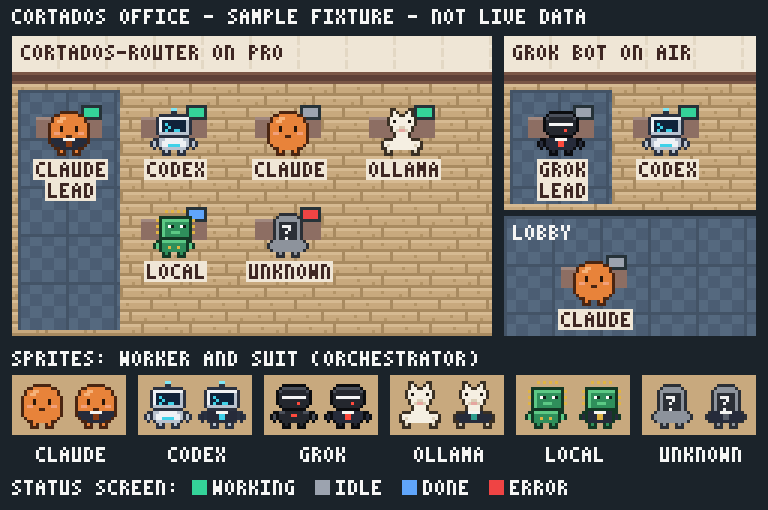 CORTADOS OFFICE - SAMPLE FIXTURE - NOT LIVE DATA
CORTADOS-ROUTER ON PRO
CLAUDE
LEAD
CODEX
CLAUDE
OLLAMA
LOCAL
?
UNKNOWN
GROK BOT ON AIR
GROK
LEAD
CODEX
LOBBY
CLAUDE
SPRITES: WORKER AND SUIT (ORCHESTRATOR)
? ?
CLAUDE CODEX GROK OLLAMA LOCAL UNKNOWN
STATUS SCREEN: WORKING IDLE DONE ERROR